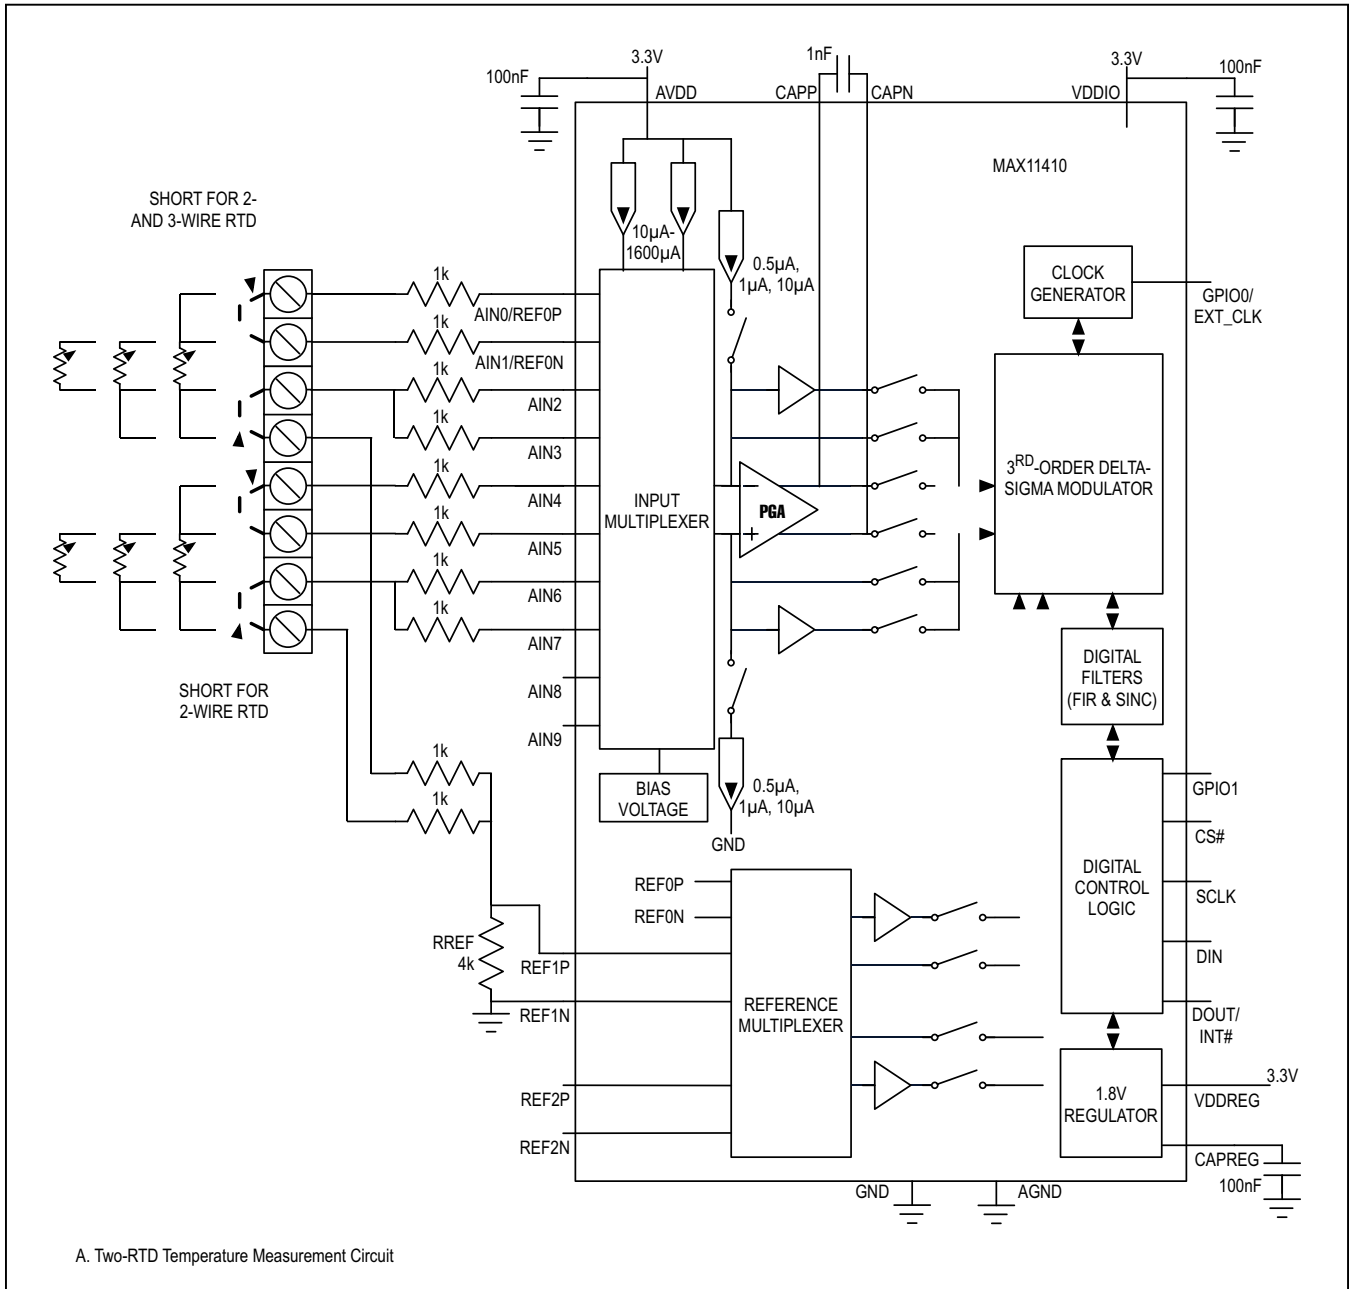 3.3V
1nF
3.3V
100nF
100nF
AVDD
CAPP
CAPN
VDDIO
MAX11410
SHORT FOR 2-
AND 3-WIRE RTD
10µA-
1600µA
0.5µA,
1µA, 10µA
CLOCK
GENERATOR
GPIO0/
EXT_CLK
1k
AIN0/REF0P
1k
AIN1/REF0N
1k
AIN2
1k
AIN3
1k
AIN4
1k
AIN5
1k
AIN6
1k
AIN7
AIN8
AIN9
INPUT
MULTIPLEXER
PGA
3RD-ORDER DELTA-
SIGMA MODULATOR
SHORT FOR
2-WIRE RTD
DIGITAL
FILTERS
(FIR & SINC)
1k
1k
BIAS
VOLTAGE
0.5µA,
1µA, 10µA
GND
GPIO1
CS#
SCLK
DIN
DOUT/
INT#
DIGITAL
CONTROL
LOGIC
REF0P
REF0N
RREF
4k
REF1P
REF1N
REF2P
REF2N
REFERENCE
MULTIPLEXER
1.8V
REGULATOR
3.3V
VDDREG
CAPREG
100nF
GND
AGND
A. Two-RTD Temperature Measurement Circuit